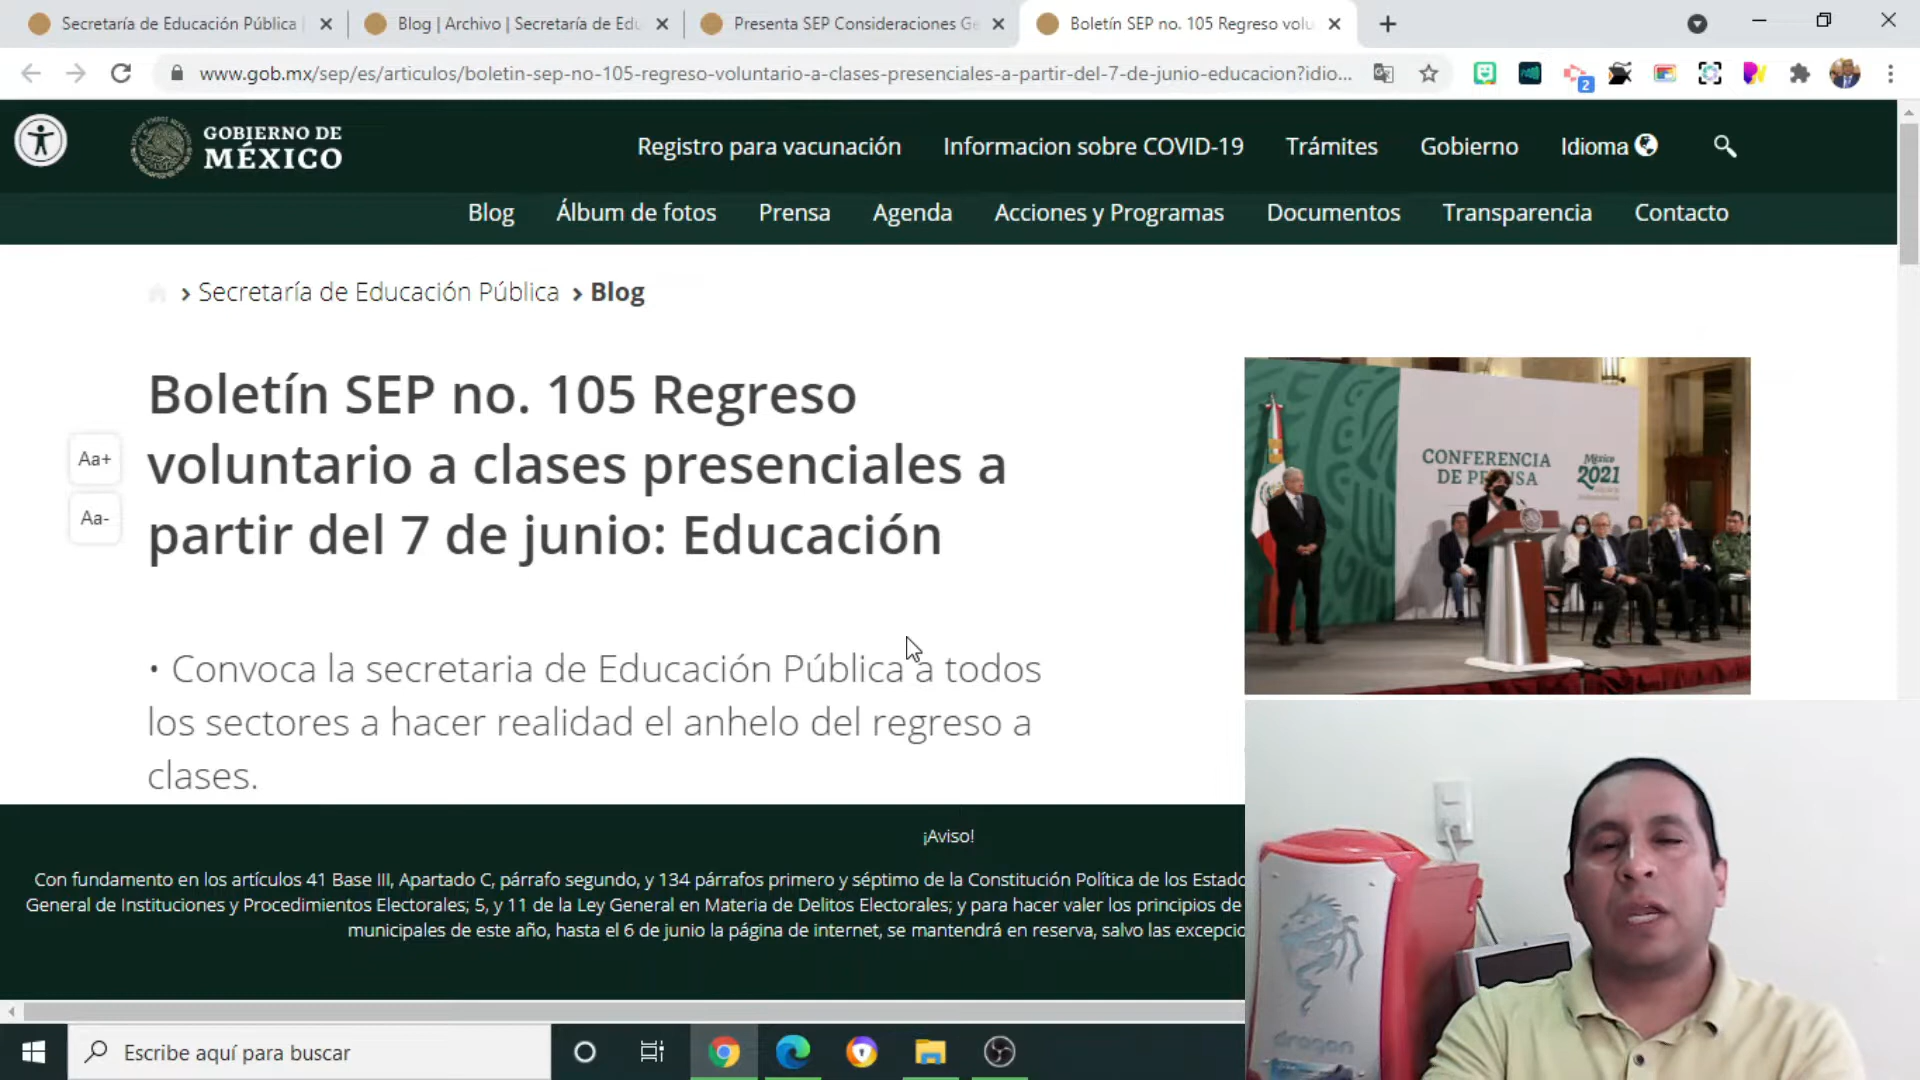 Secretaría de Educación Pública |
Blog | Archivo | Secretaría de Edu
Presenta SEP Consideraciones Ge
Boletín SEP no. 105 Regreso volu
www.gob.mx/sep/es/articulos/boletin-sep-no-105-regreso-voluntario-a-clases-presenciales-a-partir-del-7-de-junio-educacion?idio...
2
GOBIERNO DE
MÉXICO
Registro para vacunación
Informacion sobre COVID-19
Trámites
Gobierno
Idioma
Blog
Álbum de fotos
Prensa
Agenda
Acciones y Programas
Documentos
Transparencia
Contacto
> Secretaría de Educación Pública > Blog
Boletín SEP no. 105 Regreso
voluntario a clases presenciales a
partir del 7 de junio: Educación
Aa+
Aa-
CONFERENCIA
DE PRENSA
México
2021
• Convoca la secretaria de Educación Pública a todos
los sectores a hacer realidad el anhelo del regreso a
clases.
¡Aviso!
Con fundamento en los artículos 41 Base III, Apartado C, párrafo segundo, y 134 párrafos primero y séptimo de la Constitución Política de los Estado
General de Instituciones y Procedimientos Electorales; 5, y 11 de la Ley General en Materia de Delitos Electorales; y para hacer valer los principios de
municipales de este año, hasta el 6 de junio la página de internet, se mantendrá en reserva, salvo las excepcio
dragon
Escribe aquí para buscar